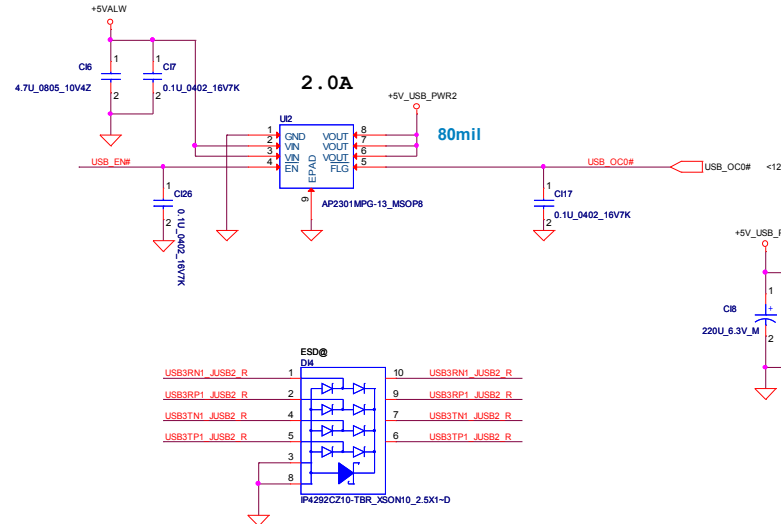 +5VALW
CI6
4.7U_0805_10V4Z
1
2
CI7
0.1U_0402_16V7K
1
2
2.0A
+5V_USB_PWR2
80mil
UI2
1 GND VOUT 8
2 VIN VOUT 7
3 VIN VOUT 6
4 EN FLG 5
EPAD
9
AP2301MPG-13_MSOP8
USB_EN#
USB_OC0#
USB_OC0# <12
1
CI26
2
0.1U_0402_16V7K
1
CI17
2 0.1U_0402_16V7K
+5V_USB_P
1
CI8 +
220U_6.3V_M
2
ESD@
DI4
USB3RN1_JUSB2_R 1 10 USB3RN1_JUSB2_R
USB3RP1_JUSB2_R 2 9 USB3RP1_JUSB2_R
USB3TN1_JUSB2_R 4 7 USB3TN1_JUSB2_R
USB3TP1_JUSB2_R 5 6 USB3TP1_JUSB2_R
3
8
IP4292CZ10-TBR_XSON10_2.5X1~D